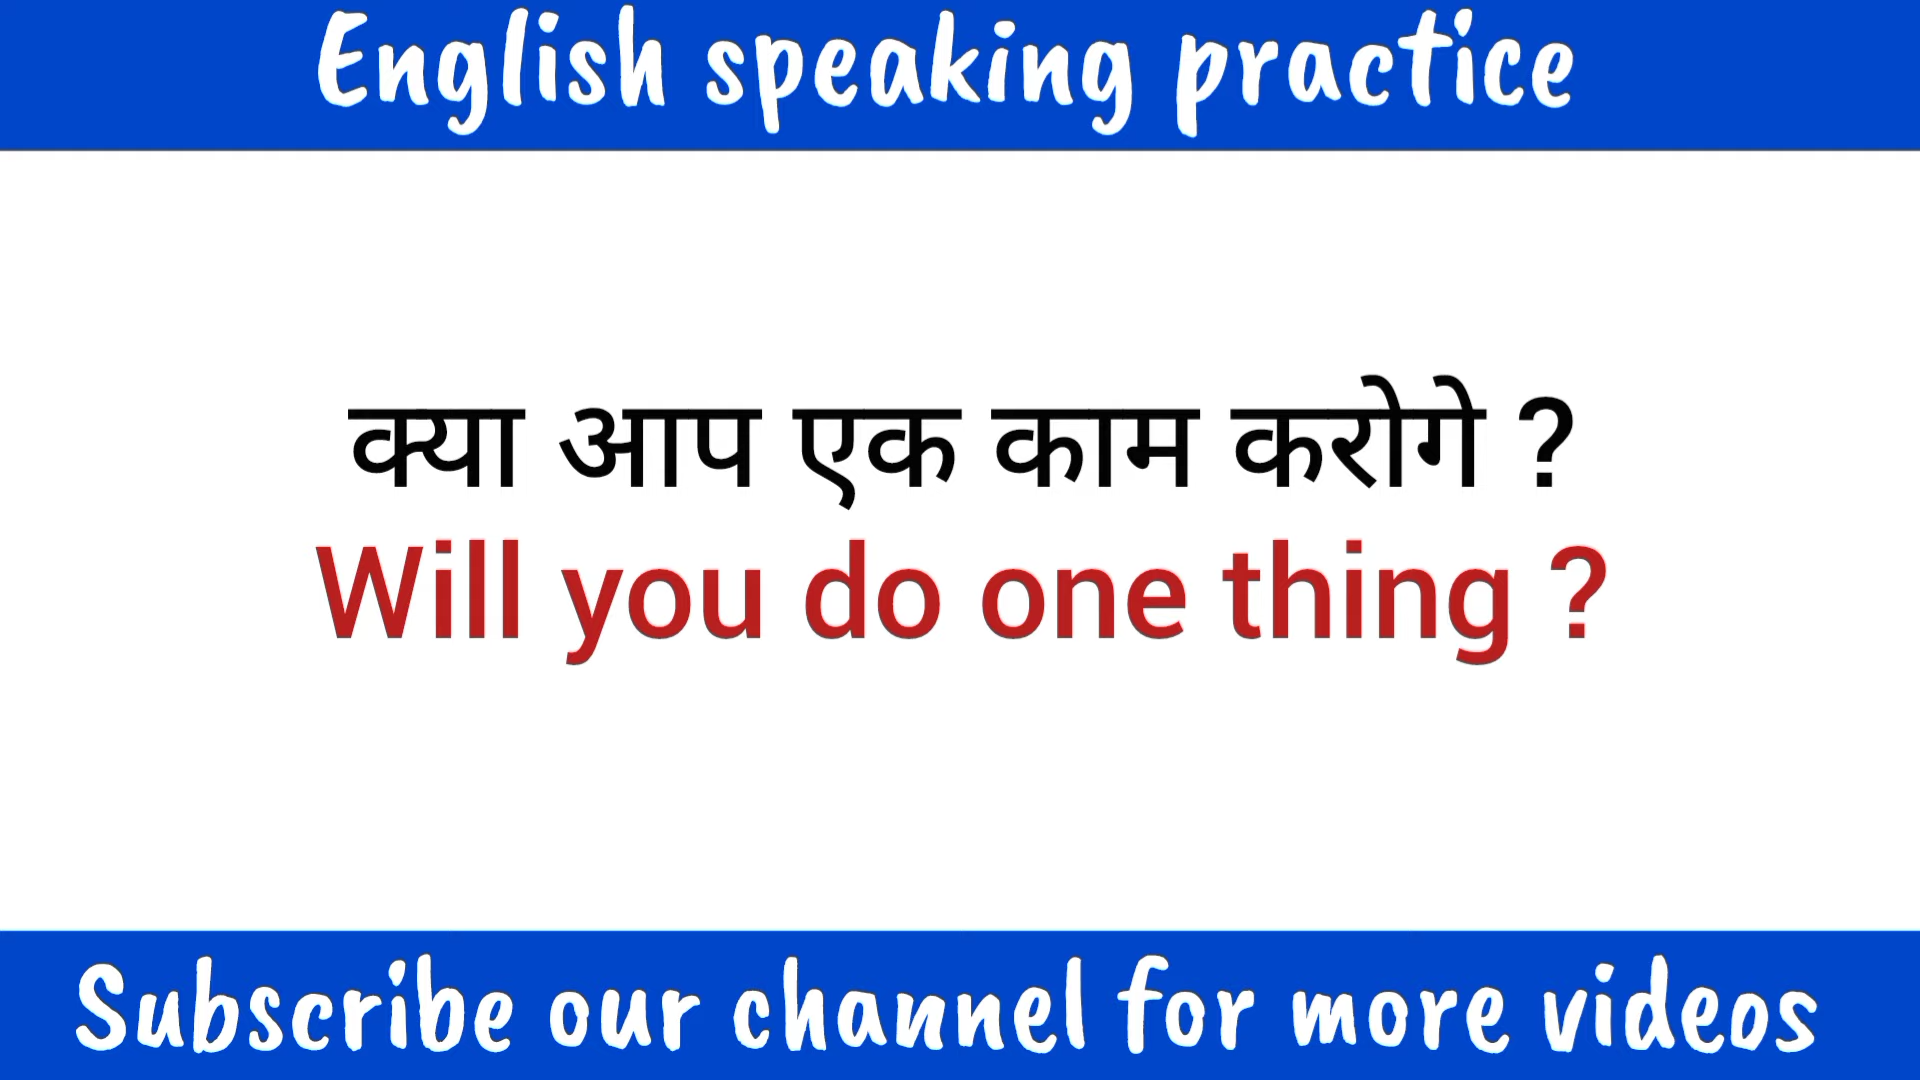 English speaking practice
क्या आप एक काम करोगे ?
Will you do one thing ?
Subscribe our channel for more videos